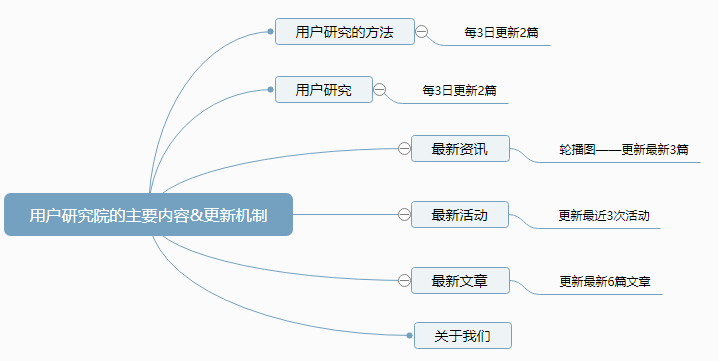 用户研究的方法
每3日更新2篇
用户研究
每3日更新2篇
最新资讯
轮播图——更新最新3篇
用户研究院的主要内容&更新机制
最新活动
更新最近3次活动
最新文章
更新最新6篇文章
关于我们